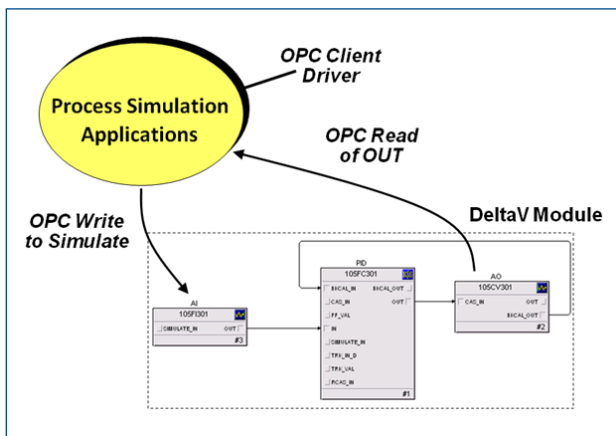 OPC Client
Driver
Process Simulation
Applications
OPC Read
of OUT
OPC Write
to Simulate
DeltaV Module
PID
105FC301
BKCAL_IN BKCAL_OUT
CAS_IN OUT
FF_VAL
IN
SIMULATE_IN
TRK_IN_D
TRK_VAL
RCAS_IN
#1
AO
105CV301
CAS_IN OUT
BKCAL_OUT
#2
AI
105FI301
SIMULATE_IN OUT
#3